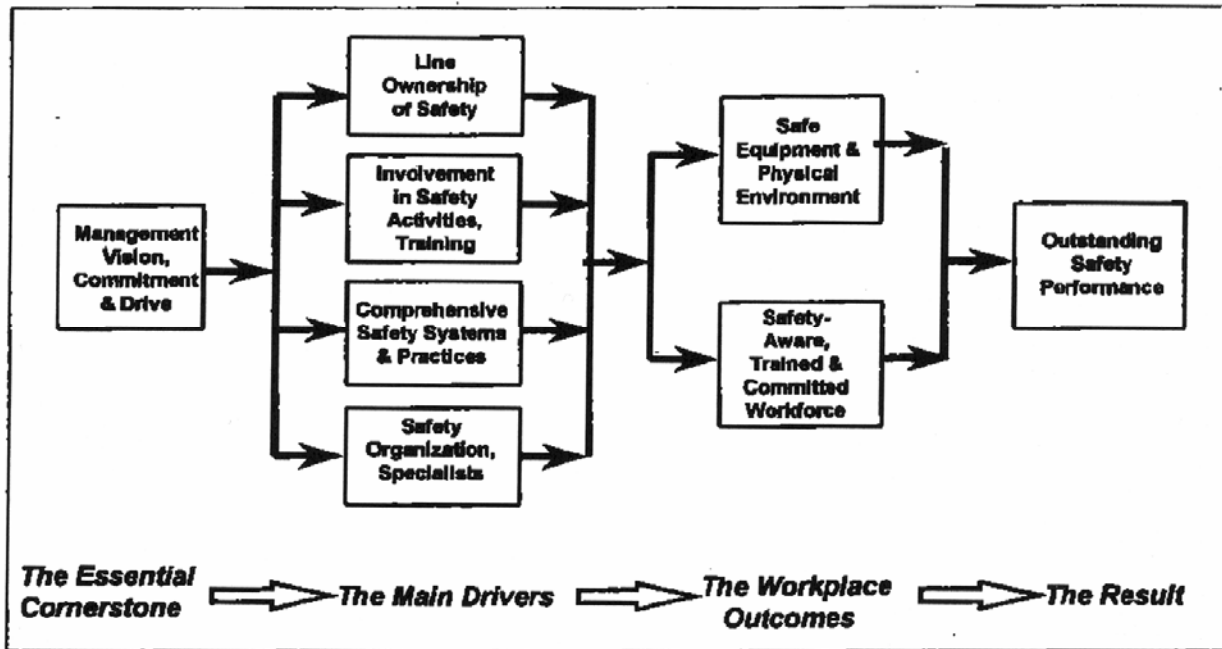 Management
Vision,
Commitment
& Drive
Line
Ownership
of Safety
Involvement
in Safety
Activities,
Training
Comprehensive
Safety Systems
& Practices
Safety
Organization,
Specialists
Safe
Equipment &
Physical
Environment
Safety-
Aware,
Trained &
Committed
Workforce
Outstanding
Safety
Performance
The Essential
Cornerstone
The Main Drivers
The Workplace
Outcomes
The Result